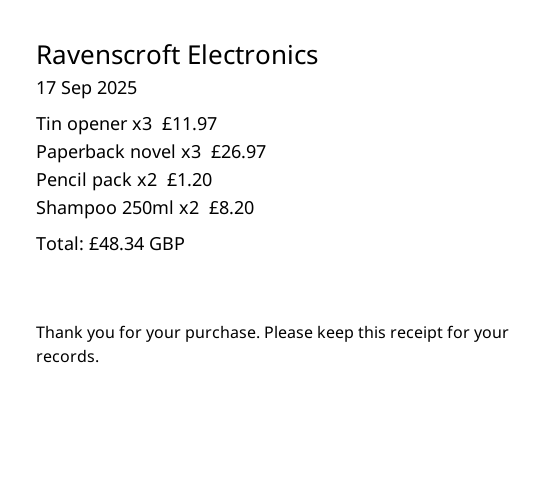 Ravenscroft Electronics
17 Sep 2025
Tin opener x3  £11.97
Paperback novel x3  £26.97
Pencil pack x2  £1.20
Shampoo 250ml x2  £8.20
Total: £48.34 GBP
Thank you for your purchase. Please keep this receipt for your
records.